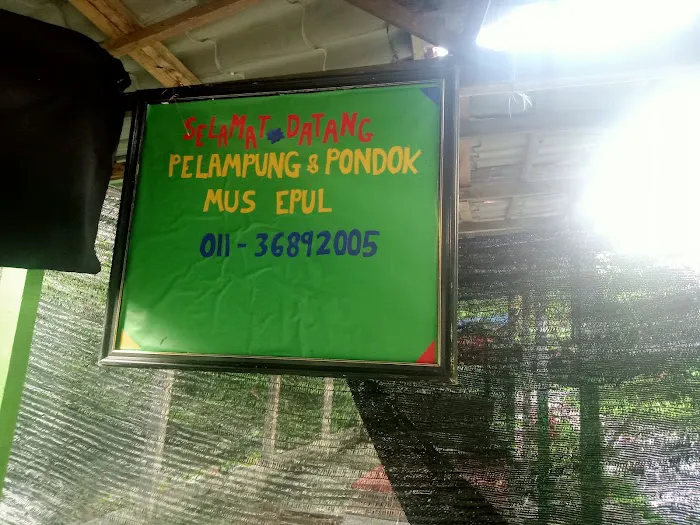 SELAMAT DATANG
PELAMPUNG & PONDOK
MUS EPUL
011-36892005